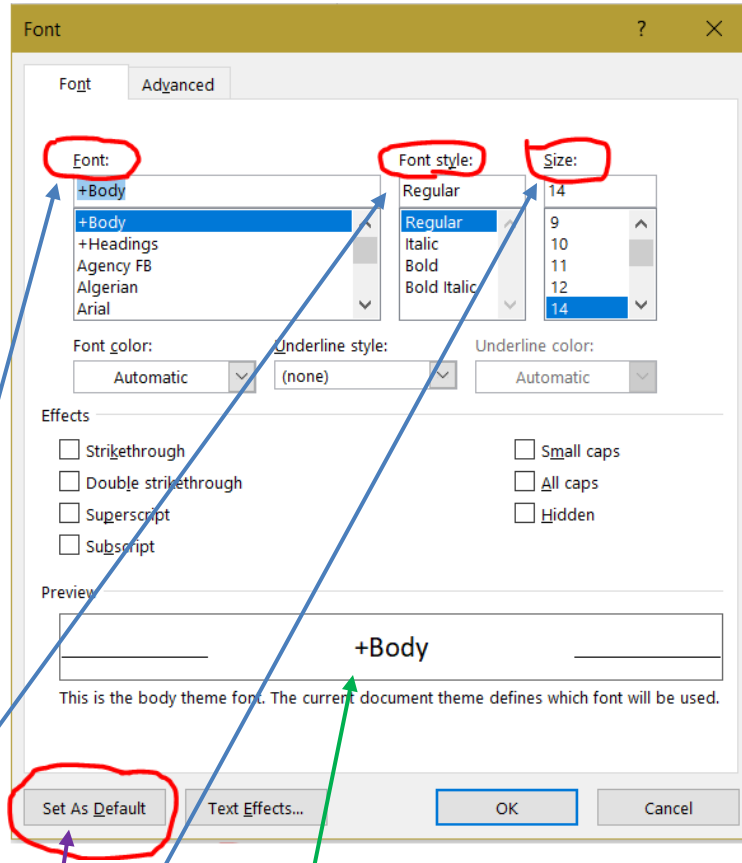 Font ? ×
Font Advanced
Font: Font style: Size:
+Body Regular 14
+Body Regular 9
+Headings Italic 10
Agency FB Bold 11
Algerian Bold Italic 12
Arial 14
Font color: Underline style: Underline color:
Automatic (none) Automatic
Effects
Strikethrough Small caps
Double strikethrough All caps
Superscript Hidden
Subscript
Preview
+Body
This is the body theme font. The current document theme defines which font will be used.
Set As Default Text Effects... OK Cancel